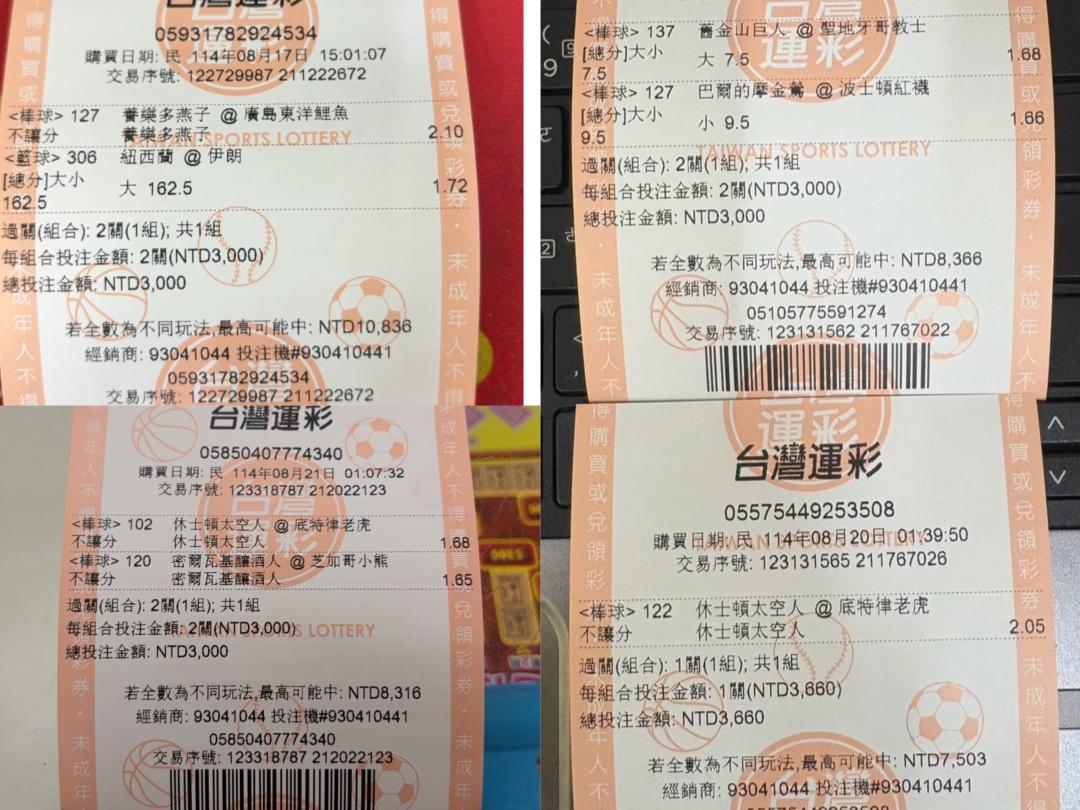 台灣運彩
05931782924534
購買日期: 民 114年08月17日 15:01:07
交易序號: 122729987 211222672
<棒球> 127 養樂多燕子 @ 廣島東洋鯉魚
不讓分 養樂多燕子 2.10
TAIWAN SPORTS LOTTERY
<籃球> 306 紐西蘭 @ 伊朗
[總分]大小 大 162.5 1.72
162.5
過關(組合): 2關(1組); 共1組
每組合投注金額: 2關(NTD3,000)
總投注金額: NTD3,000
若全數為不同玩法,最高可能中: NTD10,836
經銷商: 93041044 投注機#930410441
05931782924534
交易序號: 122729987 211222672
得購買或兌領彩券．未成年人不得
<棒球> 137 舊金山巨人 @ 聖地牙哥教士
[總分]大小 大 7.5 1.68
7.5
<棒球> 127 巴爾的摩金鶯 @ 波士頓紅襪
[總分]大小 小 9.5 1.66
9.5
TAIWAN SPORTS LOTTERY
過關(組合): 2關(1組); 共1組
每組合投注金額: 2關(NTD3,000)
總投注金額: NTD3,000
若全數為不同玩法,最高可能中: NTD8,366
經銷商: 93041044 投注機#930410441
05105775591274
交易序號: 123131562 211767022
台灣運彩
05850407774340
購買日期: 民 114年08月21日 01:07:32
交易序號: 123318787 212022123
<棒球> 102 休士頓太空人 @ 底特律老虎
不讓分 休士頓太空人 1.68
<棒球> 120 密爾瓦基釀酒人 @ 芝加哥小熊
不讓分 密爾瓦基釀酒人 1.65
過關(組合): 2關(1組); 共1組
每組合投注金額: 2關(NTD3,000)
TAIWAN SPORTS LOTTERY
總投注金額: NTD3,000
若全數為不同玩法,最高可能中: NTD8,316
經銷商: 93041044 投注機#930410441
05850407774340
交易序號: 123318787 212022123
台灣運彩
05575449253508
購買日期: 民 114年08月20日 01:39:50
交易序號: 123131565 211767026
<棒球> 122 休士頓太空人 @ 底特律老虎
不讓分 休士頓太空人 2.05
過關(組合): 1關(1組); 共1組
每組合投注金額: 1關(NTD3,660)
總投注金額: NTD3,660
若全數為不同玩法,最高可能中: NTD7,503
經銷商: 93041044 投注機#930410441
05575449253508